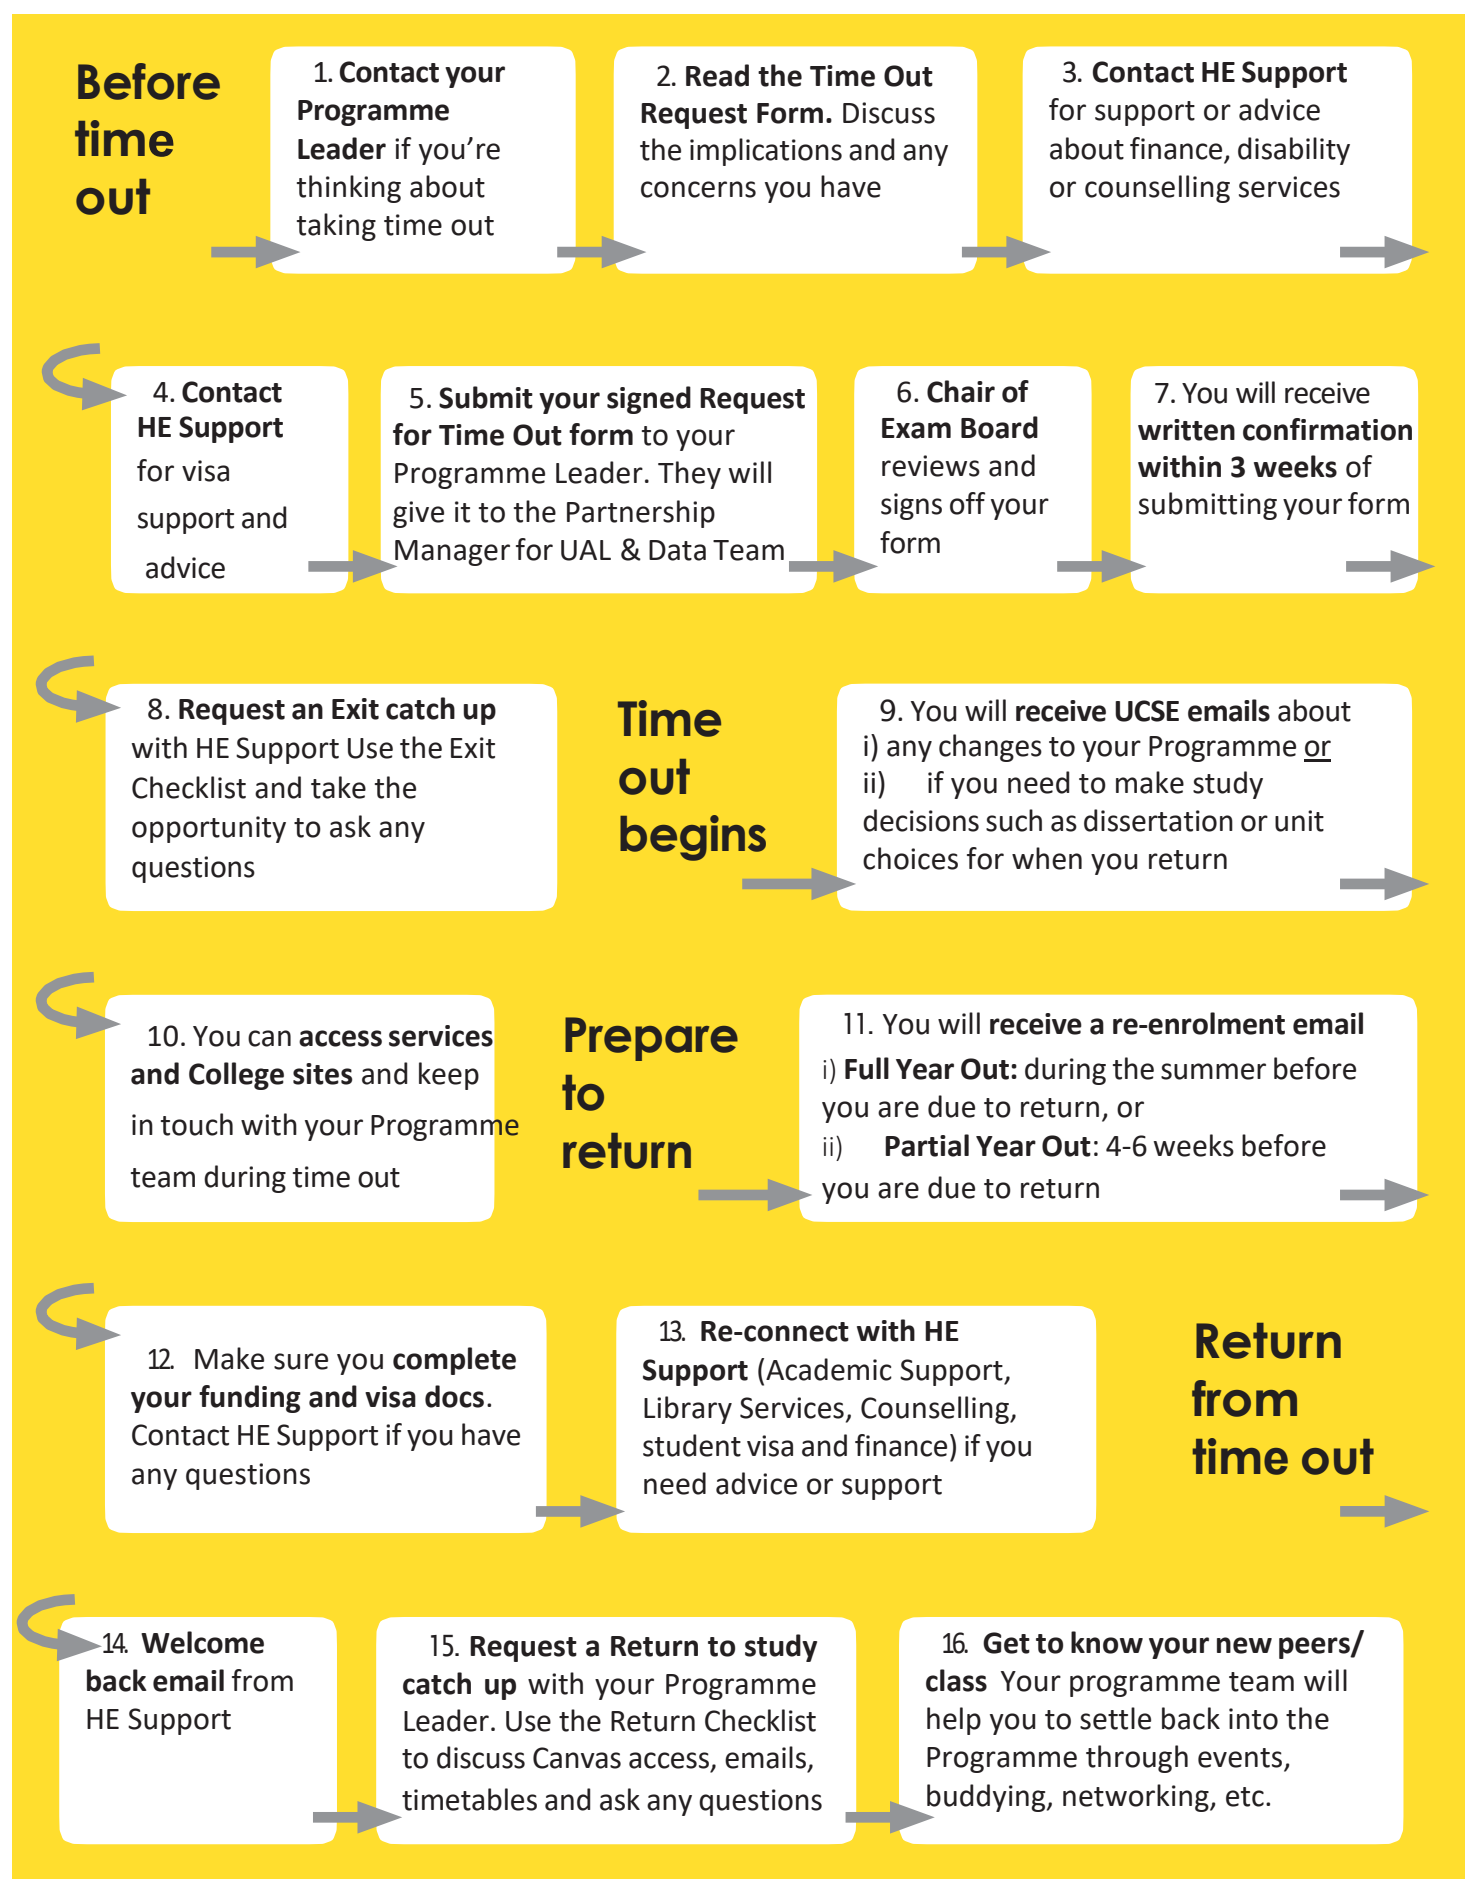 Before
time
out
1. Contact your
Programme
Leader if you’re
thinking about
taking time out
2. Read the Time Out
Request Form. Discuss
the implications and any
concerns you have
3. Contact HE Support
for support or advice
about finance, disability
or counselling services
4. Contact
HE Support
for visa
support and
advice
5. Submit your signed Request
for Time Out form to your
Programme Leader. They will
give it to the Partnership
Manager for UAL & Data Team
6. Chair of
Exam Board
reviews and
signs off your
form
7. You will receive
written confirmation
within 3 weeks of
submitting your form
8. Request an Exit catch up
with HE Support Use the Exit
Checklist and take the
opportunity to ask any
questions
Time
out
begins
9. You will receive UCSE emails about
i) any changes to your Programme or
ii) if you need to make study
decisions such as dissertation or unit
choices for when you return
10. You can access services
and College sites and keep
in touch with your Programme
team during time out
Prepare
to
return
11. You will receive a re-enrolment email
i) Full Year Out: during the summer before
you are due to return, or
ii) Partial Year Out: 4-6 weeks before
you are due to return
12. Make sure you complete
your funding and visa docs.
Contact HE Support if you have
any questions
13. Re-connect with HE
Support (Academic Support,
Library Services, Counselling,
student visa and finance) if you
need advice or support
Return
from
time out
14. Welcome
back email from
HE Support
15. Request a Return to study
catch up with your Programme
Leader. Use the Return Checklist
to discuss Canvas access, emails,
timetables and ask any questions
16. Get to know your new peers/
class Your programme team will
help you to settle back into the
Programme through events,
buddying, networking, etc.